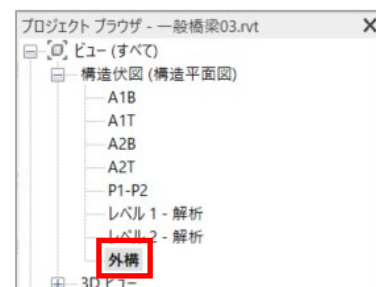 プロジェクト ブラウザ - 一般橋梁03.rvt
ビュー (すべて)
構造伏図 (構造平面図)
A1B
A1T
A2B
A2T
P1-P2
レベル 1 - 解析
レベル 2 - 解析
外構
3D ビュー